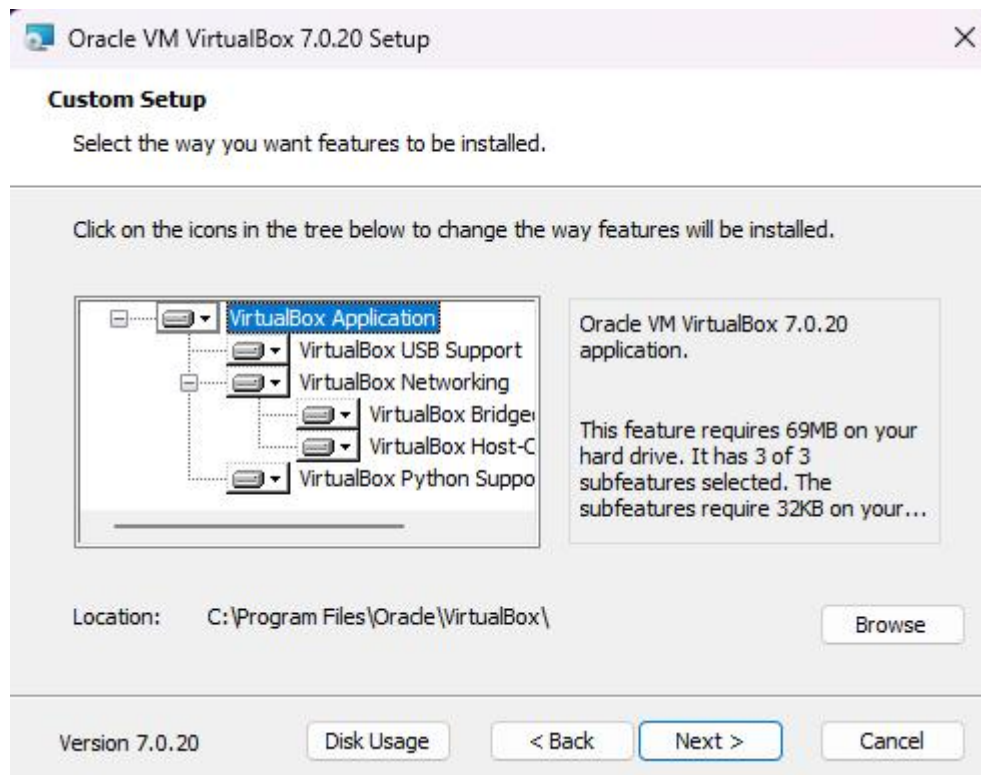 Oracle VM VirtualBox 7.0.20 Setup
Custom Setup
Select the way you want features to be installed.
Click on the icons in the tree below to change the way features will be installed.
VirtualBox Application
VirtualBox USB Support
VirtualBox Networking
VirtualBox Bridge
VirtualBox Host-C
VirtualBox Python Suppo
Oracle VM VirtualBox 7.0.20
application.
This feature requires 69MB on your
hard drive. It has 3 of 3
subfeatures selected. The
subfeatures require 32KB on your...
Location: C:\Program Files\Oracle\VirtualBox\
Browse
Version 7.0.20
Disk Usage
< Back
Next >
Cancel